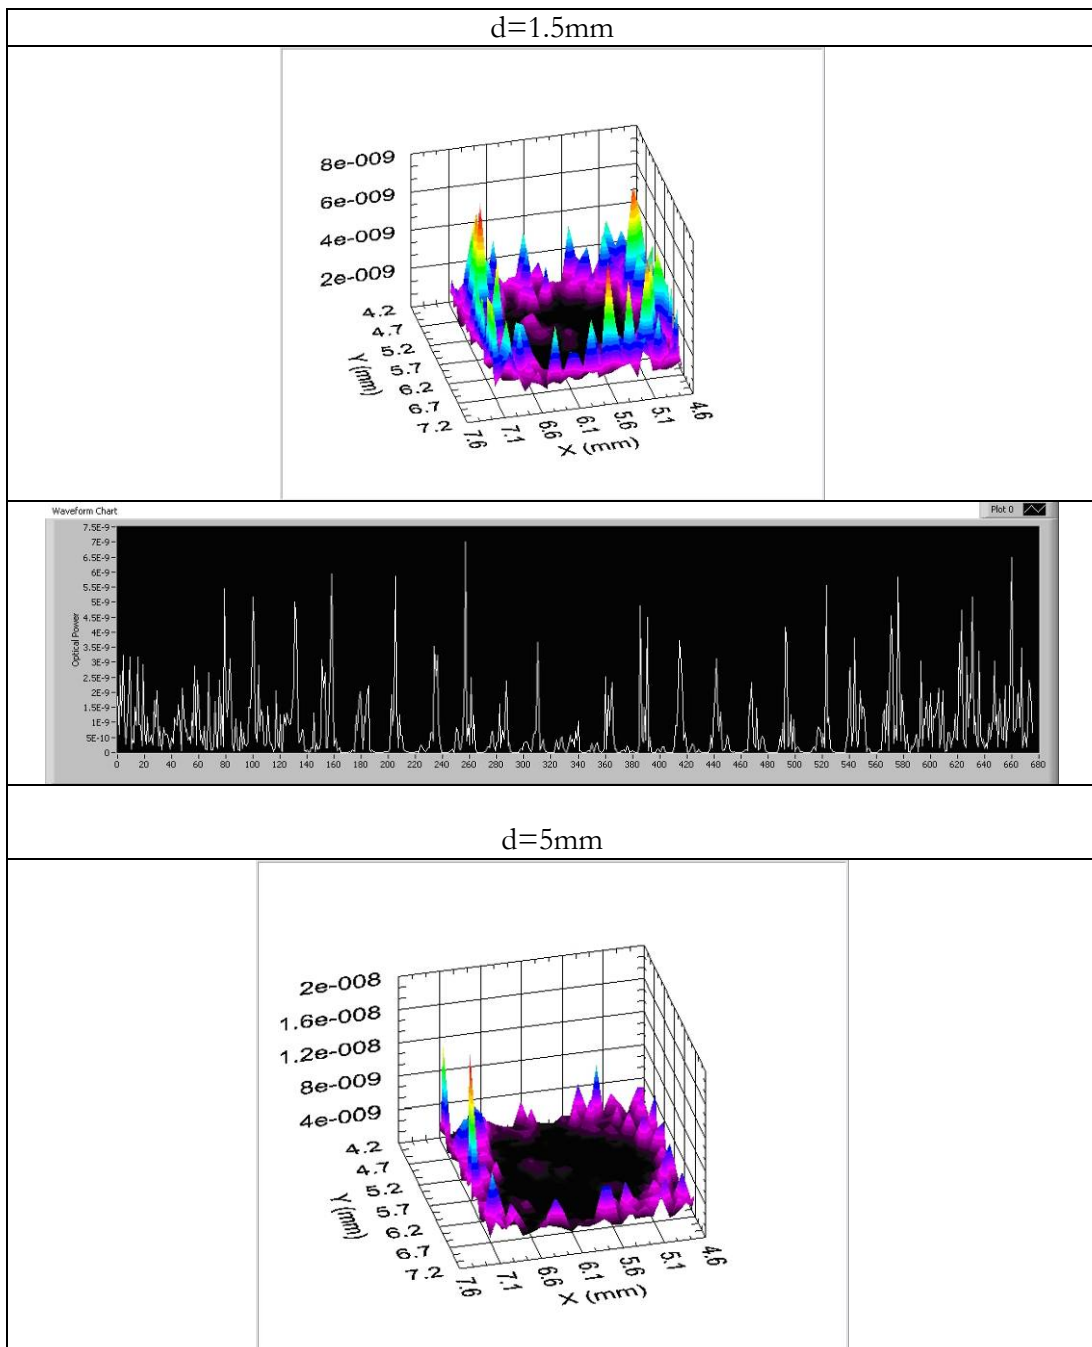 d=1.5mm
8e-009
6e-009
4e-009
2e-009
4.2
4.7
5.2
5.7
6.2
6.7
7.2
Y (mm)
7.6
7.1
6.6
6.1
5.6
5.1
4.6
X (mm)
Waveform Chart
Plot 0
7.5E-9
7E-9
6.5E-9
6E-9
5.5E-9
5E-9
4.5E-9
4E-9
3.5E-9
3E-9
2.5E-9
2E-9
1.5E-9
1E-9
5E-10
0
Optical Power
0 20 40 60 80 100 120 140 160 180 200 220 240 260 280 300 320 340 360 380 400 420 440 460 480 500 520 540 560 580 600 620 640 660 680
d=5mm
2e-008
1.6e-008
1.2e-008
8e-009
4e-009
4.2
4.7
5.2
5.7
6.2
6.7
7.2
Y (mm)
7.6
7.1
6.6
6.1
5.6
5.1
4.6
X (mm)